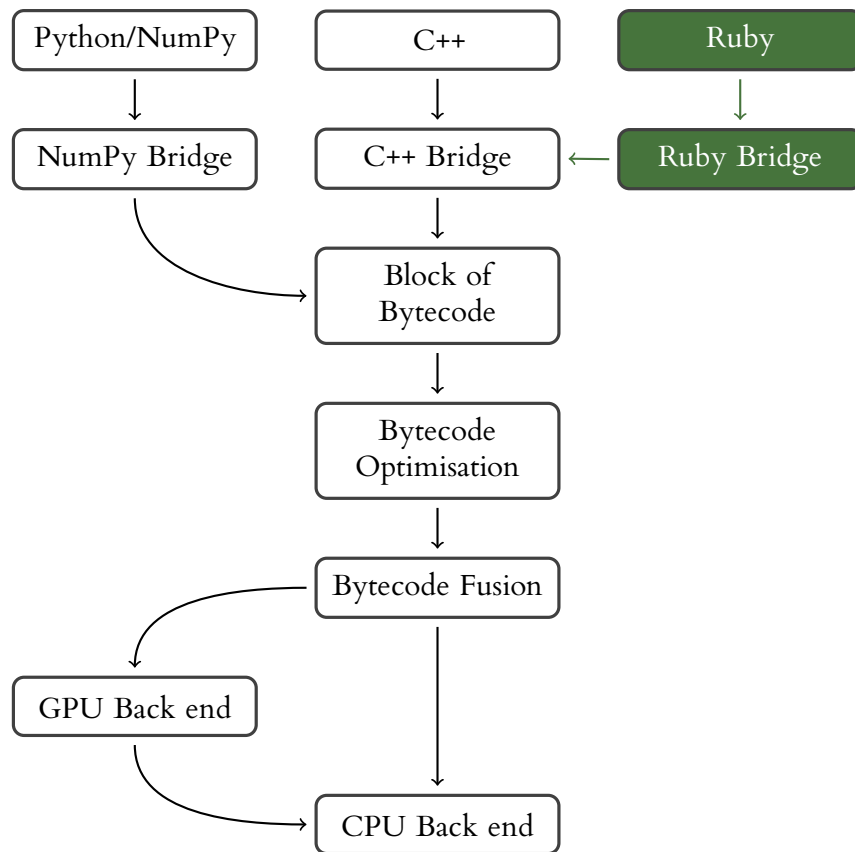 Python/NumPy
C++
Ruby
NumPy Bridge
C++ Bridge
Ruby Bridge
Block of
Bytecode
Bytecode
Optimisation
Bytecode Fusion
GPU Back end
CPU Back end